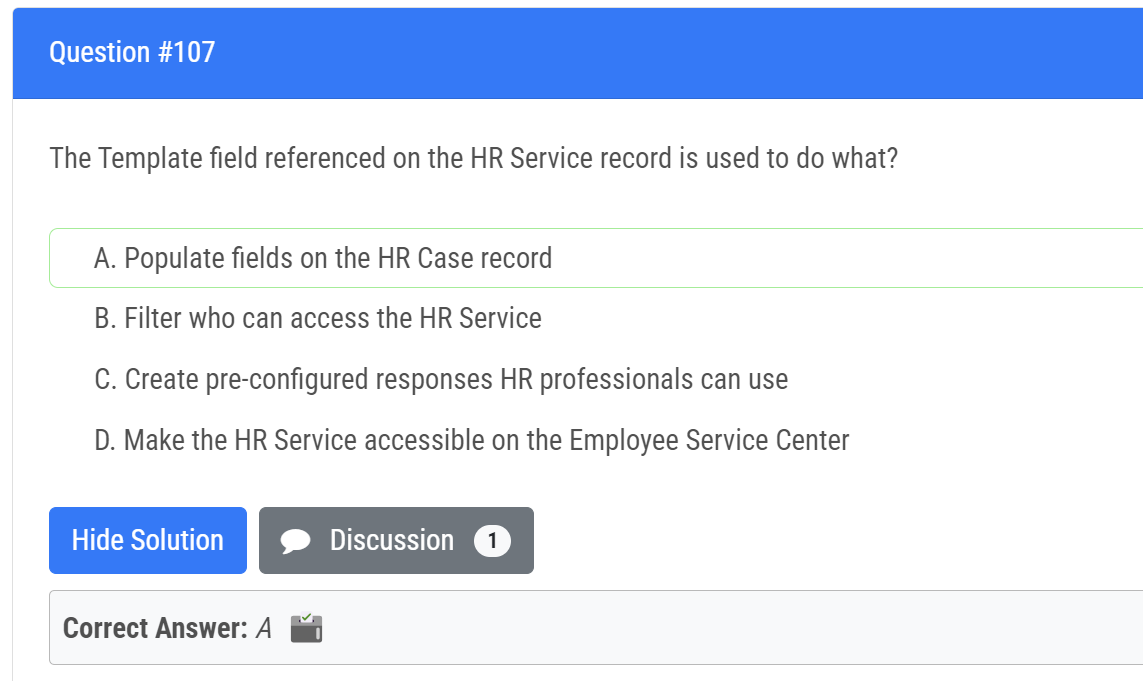 Question #107
The Template field referenced on the HR Service record is used to do what?
A. Populate fields on the HR Case record
B. Filter who can access the HR Service
C. Create pre-configured responses HR professionals can use
D. Make the HR Service accessible on the Employee Service Center
Hide Solution Discussion 1
Correct Answer: A